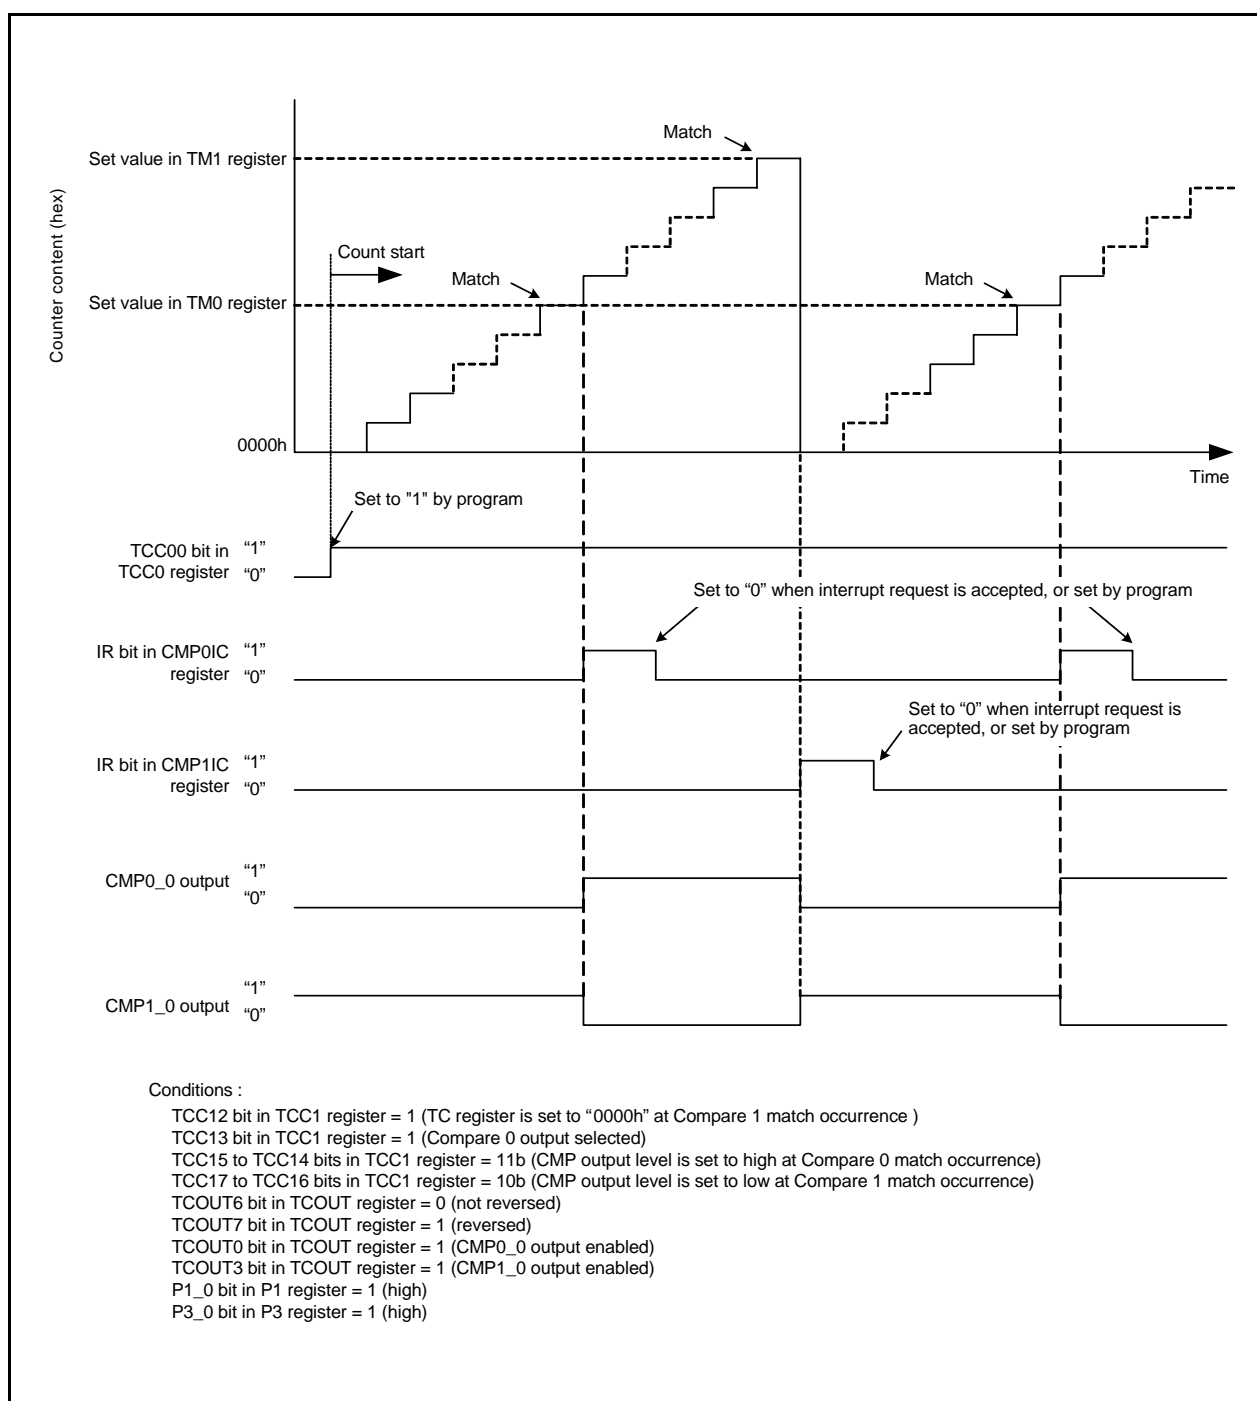 Match
Set value in TM1 register
Counter content (hex)
Count start
Match
Match
Set value in TM0 register
0000h
Time
Set to "1" by program
TCC00 bit in
TCC0 register
“1”
“0”
Set to “0” when interrupt request is accepted, or set by program
IR bit in CMP0IC
register
“1”
“0”
Set to “0” when interrupt request is
accepted, or set by program
IR bit in CMP1IC
register
“1”
“0”
CMP0_0 output
“1”
“0”
CMP1_0 output
“1”
“0”
Conditions :
TCC12 bit in TCC1 register = 1 (TC register is set to “0000h” at Compare 1 match occurrence )
TCC13 bit in TCC1 register = 1 (Compare 0 output selected)
TCC15 to TCC14 bits in TCC1 register = 11b (CMP output level is set to high at Compare 0 match occurrence)
TCC17 to TCC16 bits in TCC1 register = 10b (CMP output level is set to low at Compare 1 match occurrence)
TCOUT6 bit in TCOUT register = 0 (not reversed)
TCOUT7 bit in TCOUT register = 1 (reversed)
TCOUT0 bit in TCOUT register = 1 (CMP0_0 output enabled)
TCOUT3 bit in TCOUT register = 1 (CMP1_0 output enabled)
P1_0 bit in P1 register = 1 (high)
P3_0 bit in P3 register = 1 (high)